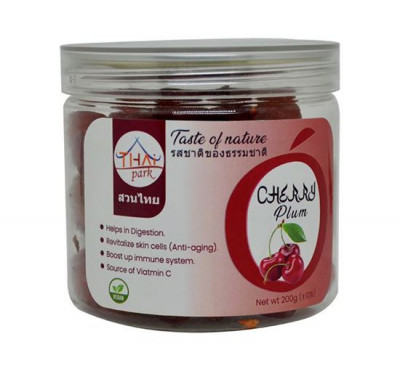 THAI
park
สวนไทย
Taste of nature
รสชาติของธรรมชาติ
CHERRY
Plum
• Helps in Digestion.
• Revitalize skin cells (Anti-aging).
• Boost up immune system.
• Source of Viatmin C
VEGAN
Net wt 200g (±10%)